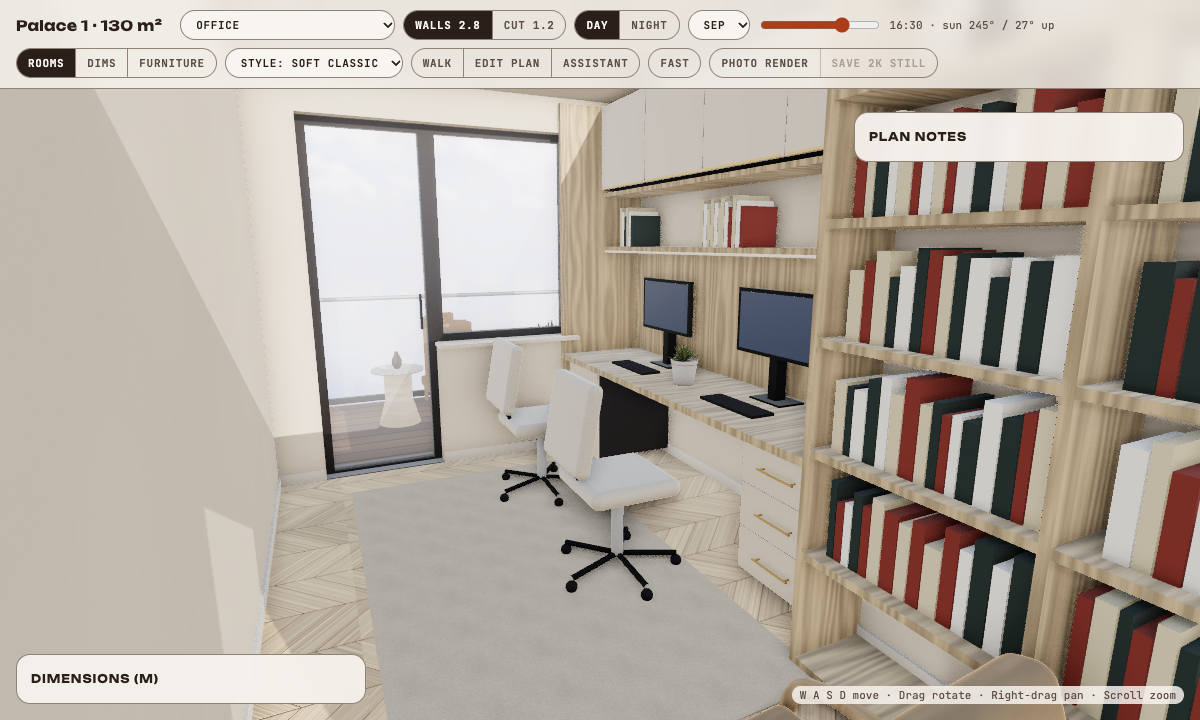 Palace 1 · 130 m² OFFICE WALLS 2.8 CUT 1.2 DAY NIGHT SEP 16:30 · sun 245° / 27° up
ROOMS DIMS FURNITURE STYLE: SOFT CLASSIC WALK EDIT PLAN ASSISTANT FAST PHOTO RENDER SAVE 2K STILL
PLAN NOTES
DIMENSIONS (M)
W A S D move · Drag rotate · Right-drag pan · Scroll zoom